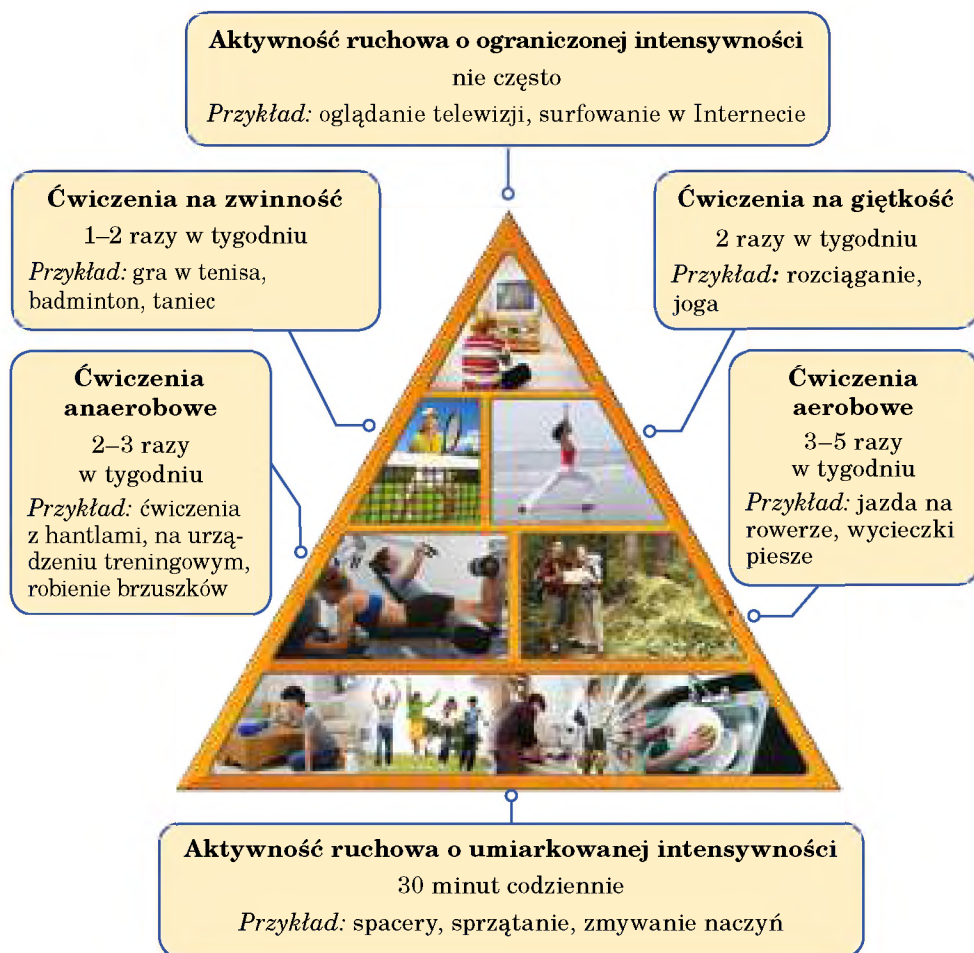 Aktywność ruchowa o ograniczonej intensywności
nie często
Przykład: oglądanie telewizji, surfowanie w Internecie
Ćwiczenia na zwinność
1–2 razy w tygodniu
Przykład: gra w tenisa,
badminton, taniec
Ćwiczenia na giętkość
2 razy w tygodniu
Przykład: rozciąganie,
joga
Ćwiczenia
anaerobowe
2–3 razy
w tygodniu
Przykład: ćwiczenia
z hantlami, na urzą-
dzeniu treningowym,
robienie brzuszków
Ćwiczenia
aerobowe
3–5 razy
w tygodniu
Przykład: jazda na
rowerze, wycieczki
piesze
Aktywność ruchowa o umiarkowanej intensywności
30 minut codziennie
Przykład: spacery, sprzątanie, zmywanie naczyń